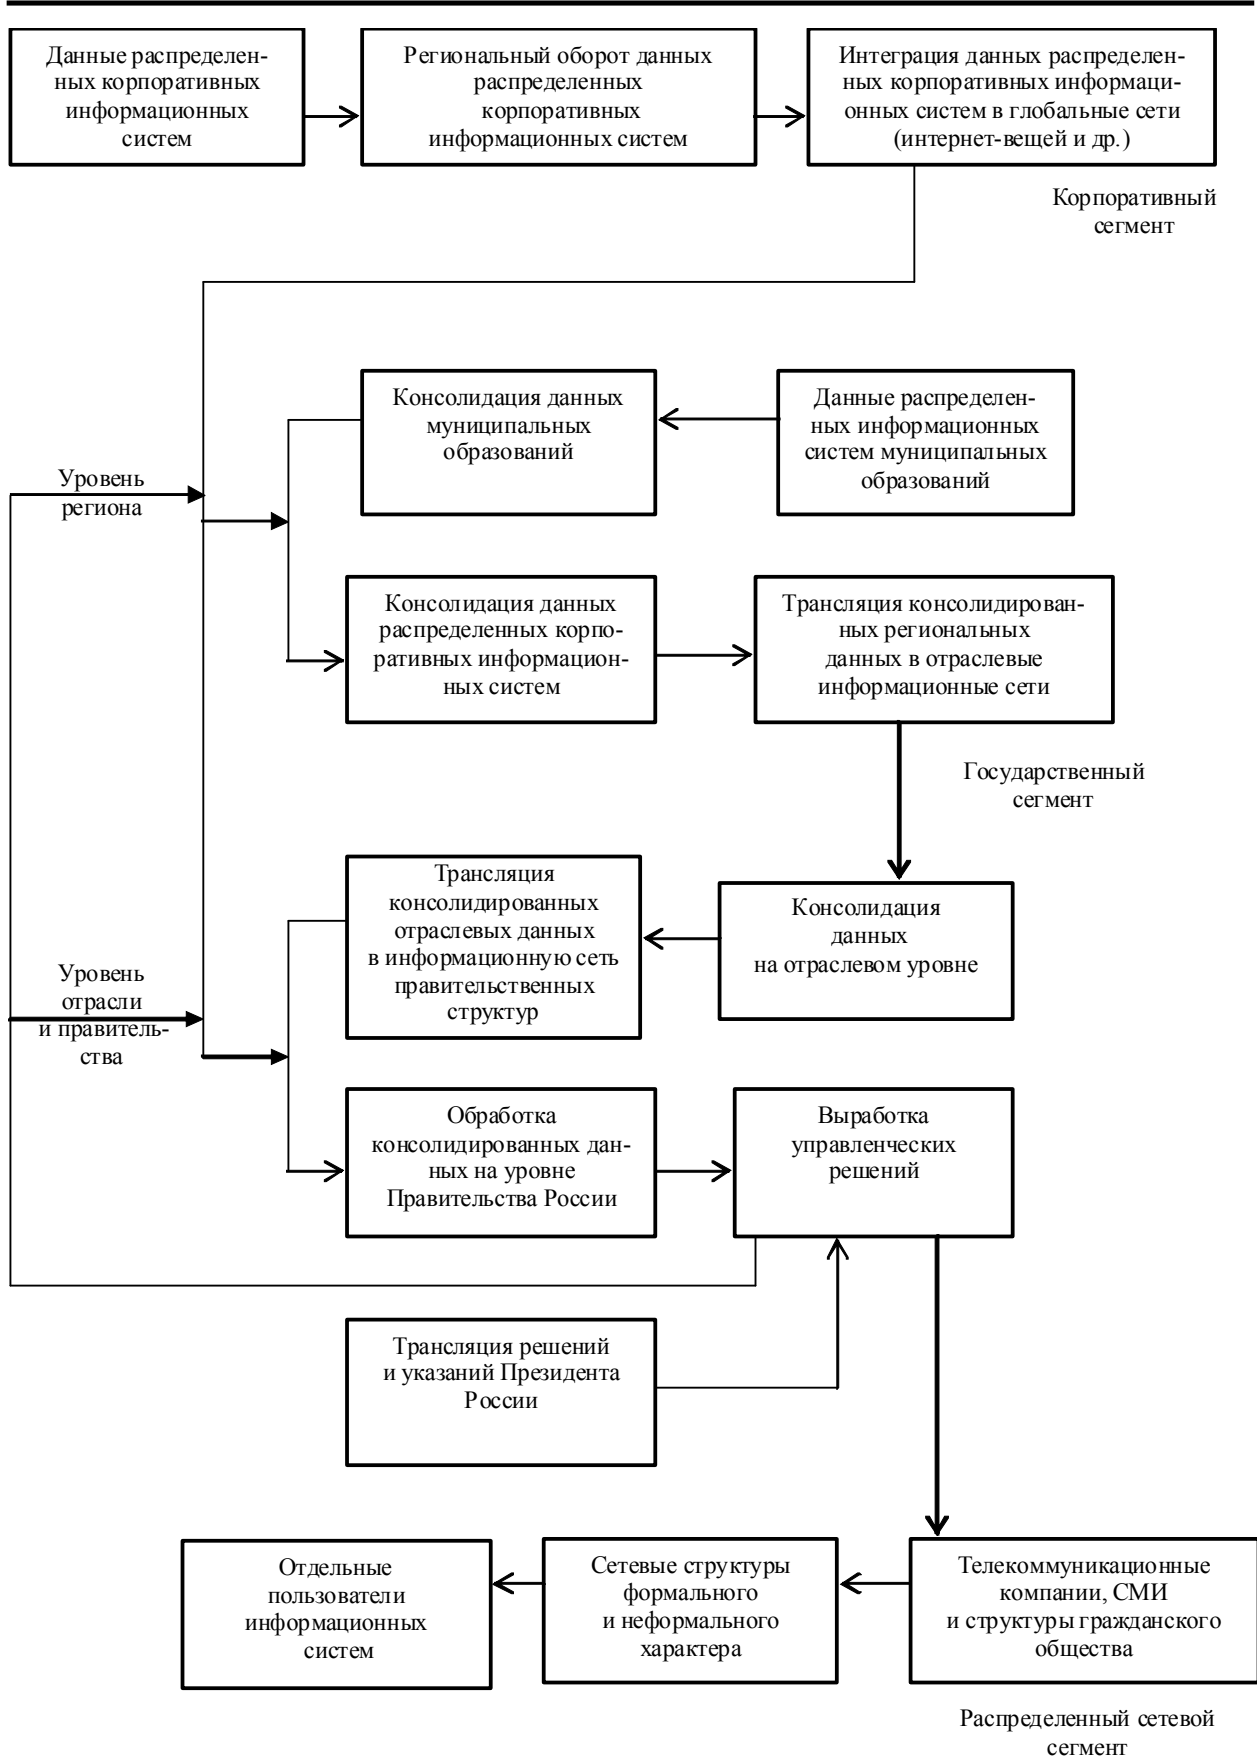 Данные распределен-
ных корпоративных
информационных
систем
Региональный оборот данных
распределенных
корпоративных
информационных систем
Интеграция данных распределен-
ных корпоративных информаци-
онных систем в глобальные сети
(интернет-вещей и др.)
Корпоративный
сегмент
Консолидация данных
муниципальных
образований
Данные распределен-
ных информационных
систем муниципальных
образований
Уровень
региона
Консолидация данных
распределенных корпо-
ративных информацион-
ных систем
Трансляция консолидирован-
ных региональных
данных в отраслевые
информационные сети
Государственный
сегмент
Трансляция
консолидированных
отраслевых данных
в информационную сеть
правительственных
структур
Консолидация
данных
на отраслевом уровне
Уровень
отрасли
и правитель-
ства
Обработка
консолидированных дан-
ных на уровне
Правительства России
Выработка
управленческих
решений
Трансляция решений
и указаний Президента
России
Отдельные
пользователи
информационных
систем
Сетевые структуры
формального
и неформального
характера
Телекоммуникационные
компании, СМИ
и структуры гражданского
общества
Распределенный сетевой
сегмент